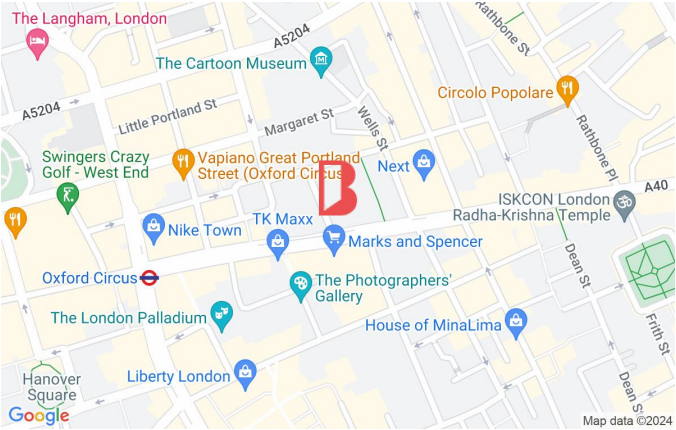 The Langham, London
A5204
Rathbone St
The Cartoon Museum
A5204
Circolo Popolare
Little Portland St
Margaret St
Wells St
Rathbone Pl
Swingers Crazy
Golf - West End
Vapiano Great Portland
Street (Oxford Circus)
Next
A40
ISKCON London
Radha-Krishna Temple
Nike Town
TK Maxx
Marks and Spencer
Oxford Circus
Dean St
The Photographers'
Gallery
The London Palladium
House of MinaLima
Frith St
Hanover
Square
Liberty London
Dean St
Google
Map data ©2024